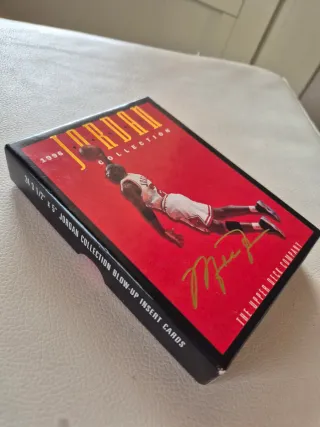 1996
JORDAN
COLLECTION
THE UPPER DECK COMPANY
3 1/2" x 5" JORDAN COLLECTION BLOW-UP INSERT CARDS